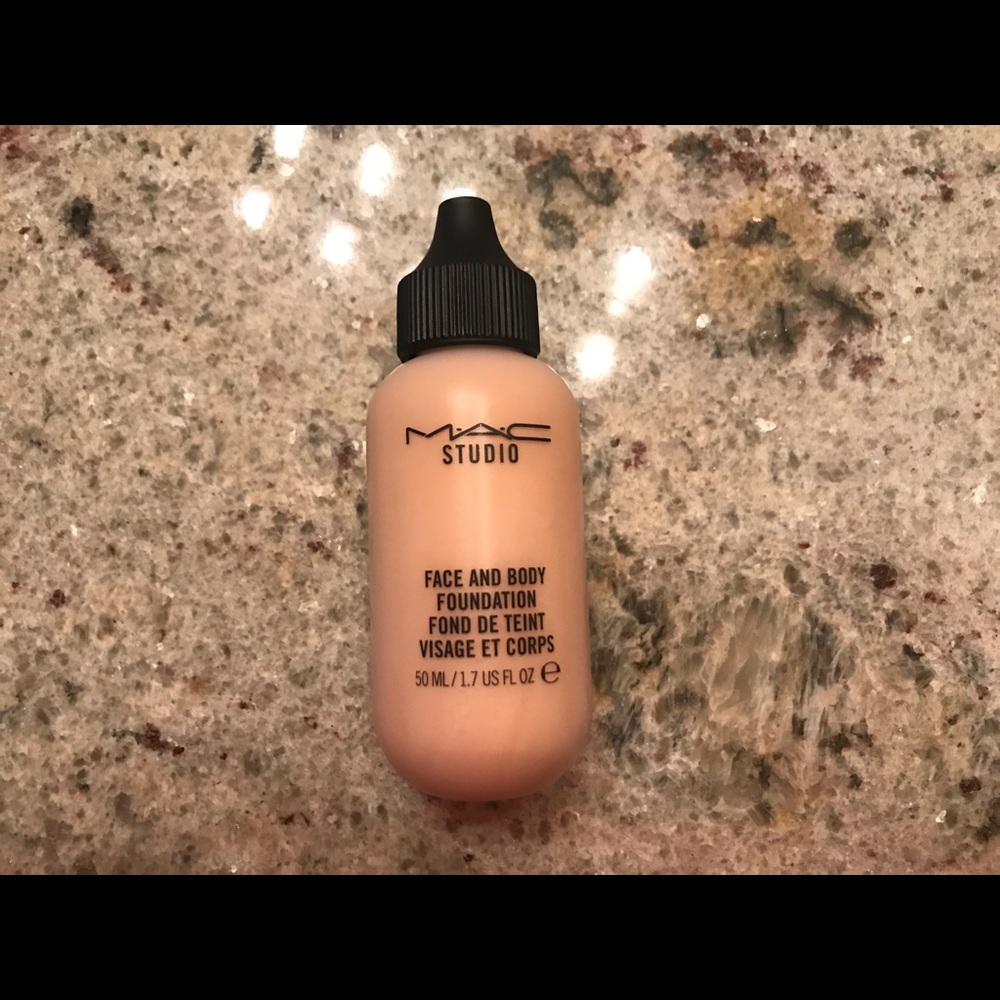 M·A·C
STUDIO
FACE AND BODY
FOUNDATION
FOND DE TEINT
VISAGE ET CORPS
50 ML / 1.7 US FL OZ ℮